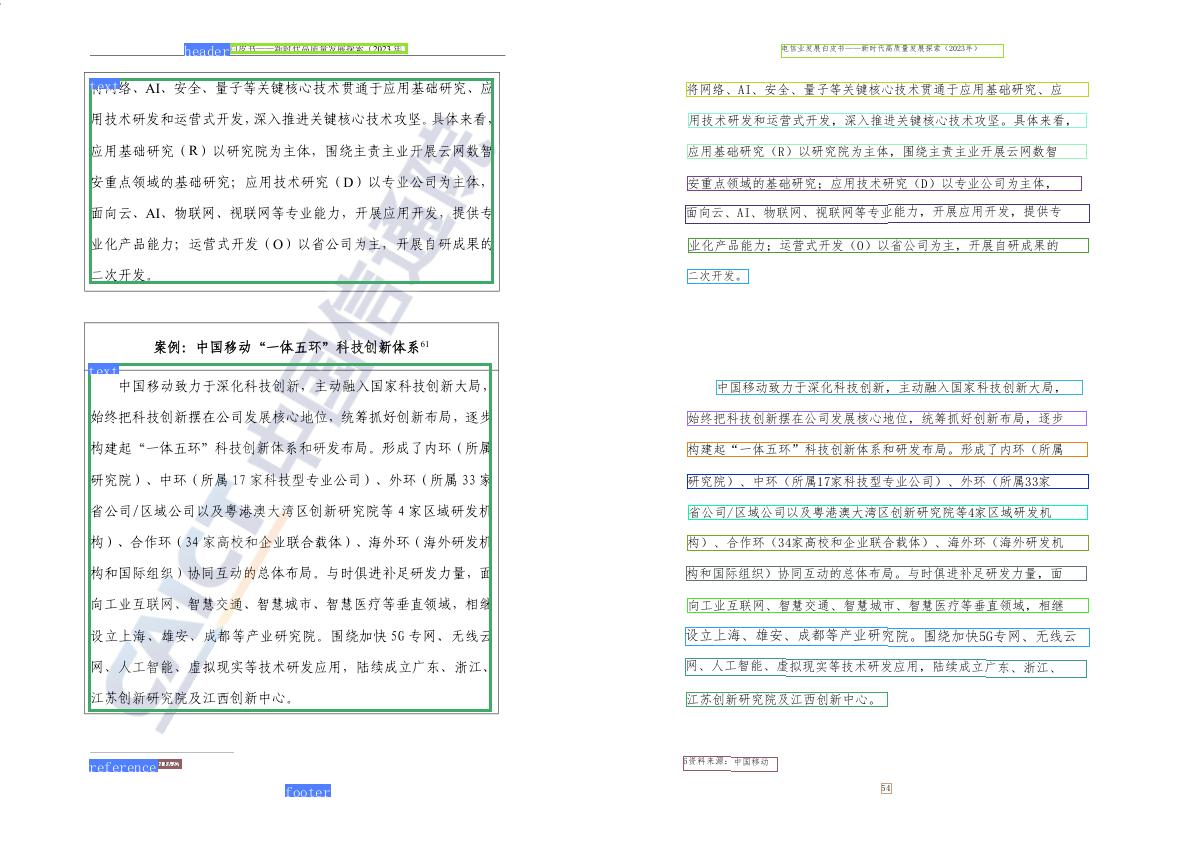 header 白皮书——新时代高质量发展探索（2023 年
text
络、AI、安全、量子等关键核心技术贯通于应用基础研究、应
用技术研发和运营式开发，深入推进关键核心技术攻坚。具体来看，
应用基础研究（R）以研究院为主体，围绕主责主业开展云网数智
安重点领域的基础研究；应用技术研究（D）以专业公司为主体，
面向云、AI、物联网、视联网等专业能力，开展应用开发，提供专
业化产品能力；运营式开发（O）以省公司为主，开展自研成果的
二次开发。
案例：中国移动“一体五环”科技创新体系61
text
中国移动致力于深化科技创新，主动融入国家科技创新大局，
始终把科技创新摆在公司发展核心地位，统筹抓好创新布局，逐步
构建起“一体五环”科技创新体系和研发布局。形成了内环（所属
研究院）、中环（所属 17 家科技型专业公司）、外环（所属 33 家
省公司/区域公司以及粤港澳大湾区创新研究院等 4 家区域研发机
构）、合作环（34 家高校和企业联合载体）、海外环（海外研发机
构和国际组织）协同互动的总体布局。与时俱进补足研发力量，面
向工业互联网、智慧交通、智慧城市、智慧医疗等垂直领域，相继
设立上海、雄安、成都等产业研究院。围绕加快 5G 专网、无线云
网、人工智能、虚拟现实等技术研发应用，陆续成立广东、浙江、
江苏创新研究院及江西创新中心。
reference
footer
CAICT 中国信通院
电信业发展白皮书——新时代高质量发展探索（2023年）
将网络、AI、安全、量子等关键核心技术贯通于应用基础研究、应
用技术研发和运营式开发，深入推进关键核心技术攻坚。具体来看，
应用基础研究（R）以研究院为主体，围绕主责主业开展云网数智
安重点领域的基础研究；应用技术研究（D）以专业公司为主体，
面向云、AI、物联网、视联网等专业能力，开展应用开发，提供专
业化产品能力；运营式开发（O）以省公司为主，开展自研成果的
二次开发。
中国移动致力于深化科技创新，主动融入国家科技创新大局，
始终把科技创新摆在公司发展核心地位，统筹抓好创新布局，逐步
构建起“一体五环”科技创新体系和研发布局。形成了内环（所属
研究院）、中环（所属17家科技型专业公司）、外环（所属33家
省公司/区域公司以及粤港澳大湾区创新研究院等4家区域研发机
构）、合作环（34家高校和企业联合载体）、海外环（海外研发机
构和国际组织）协同互动的总体布局。与时俱进补足研发力量，面
向工业互联网、智慧交通、智慧城市、智慧医疗等垂直领域，相继
设立上海、雄安、成都等产业研究院。围绕加快5G专网、无线云
网、人工智能、虚拟现实等技术研发应用，陆续成立广东、浙江、
江苏创新研究院及江西创新中心。
5资料来源：中国移动
54